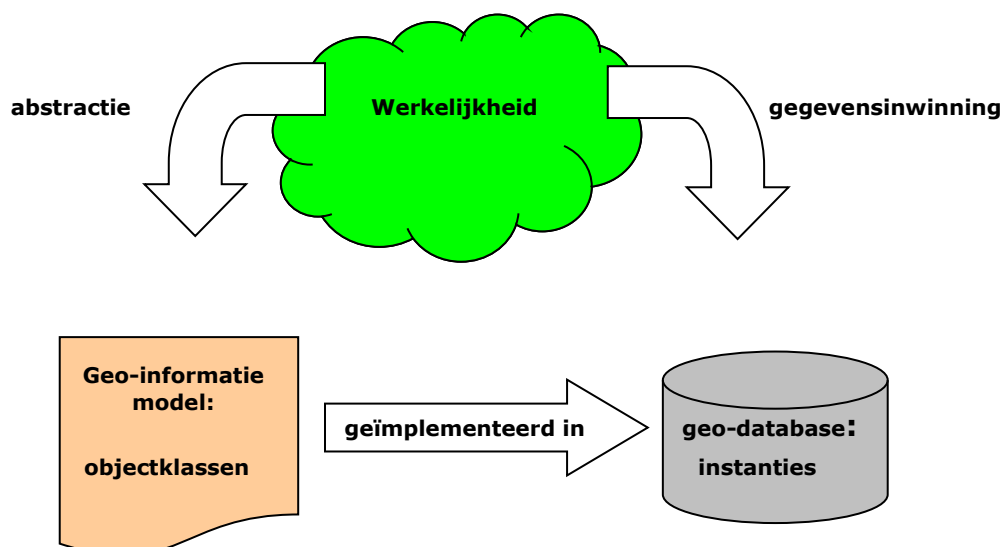 abstractie
Werkelijkheid
gegevensinwinning
Geo-informatie
model:
objectklassen
geïmplementeerd in
geo-database:
instanties